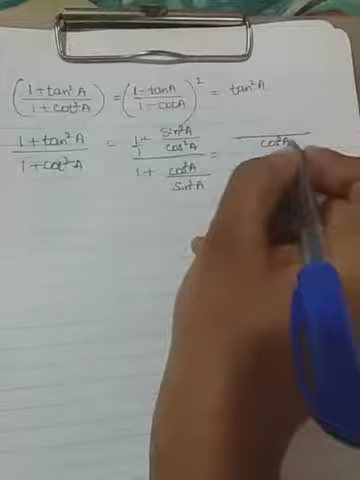 (1+tan²A / 1+cot²A) = (1-tanA / 1-cotA)² = tan²A
1+tan²A / 1+cot²A = 1/1 + sin²A/cos²A / 1 + cos²A/sin²A = / cos²A